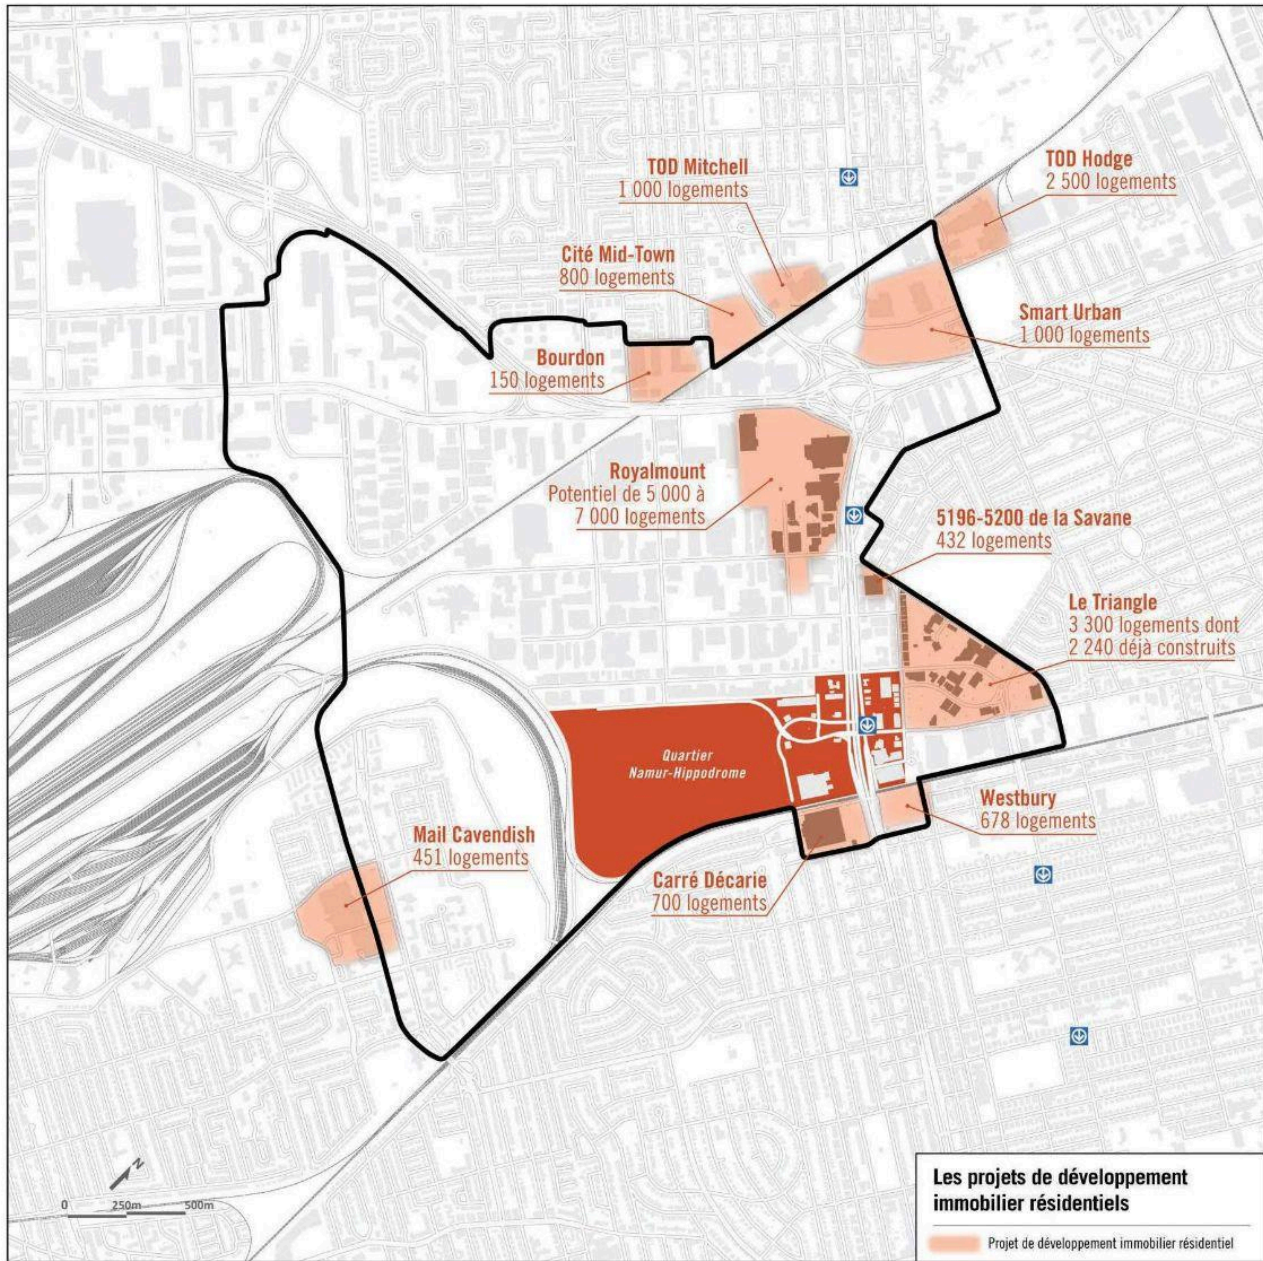 TOD Mitchell
1 000 logements
TOD Hodge
2 500 logements
Cité Mid-Town
800 logements
Smart Urban
1 000 logements
Bourdon
150 logements
Royalmount
Potentiel de 5 000 à
7 000 logements
5196-5200 de la Savane
432 logements
Le Triangle
3 300 logements dont
2 240 déjà construits
Quartier
Namur-Hippodrome
Westbury
678 logements
Mail Cavendish
451 logements
Carré Décarie
700 logements
N
0 250m 500m
Les projets de développement
immobilier résidentiels
Projet de développement immobilier résidentiel